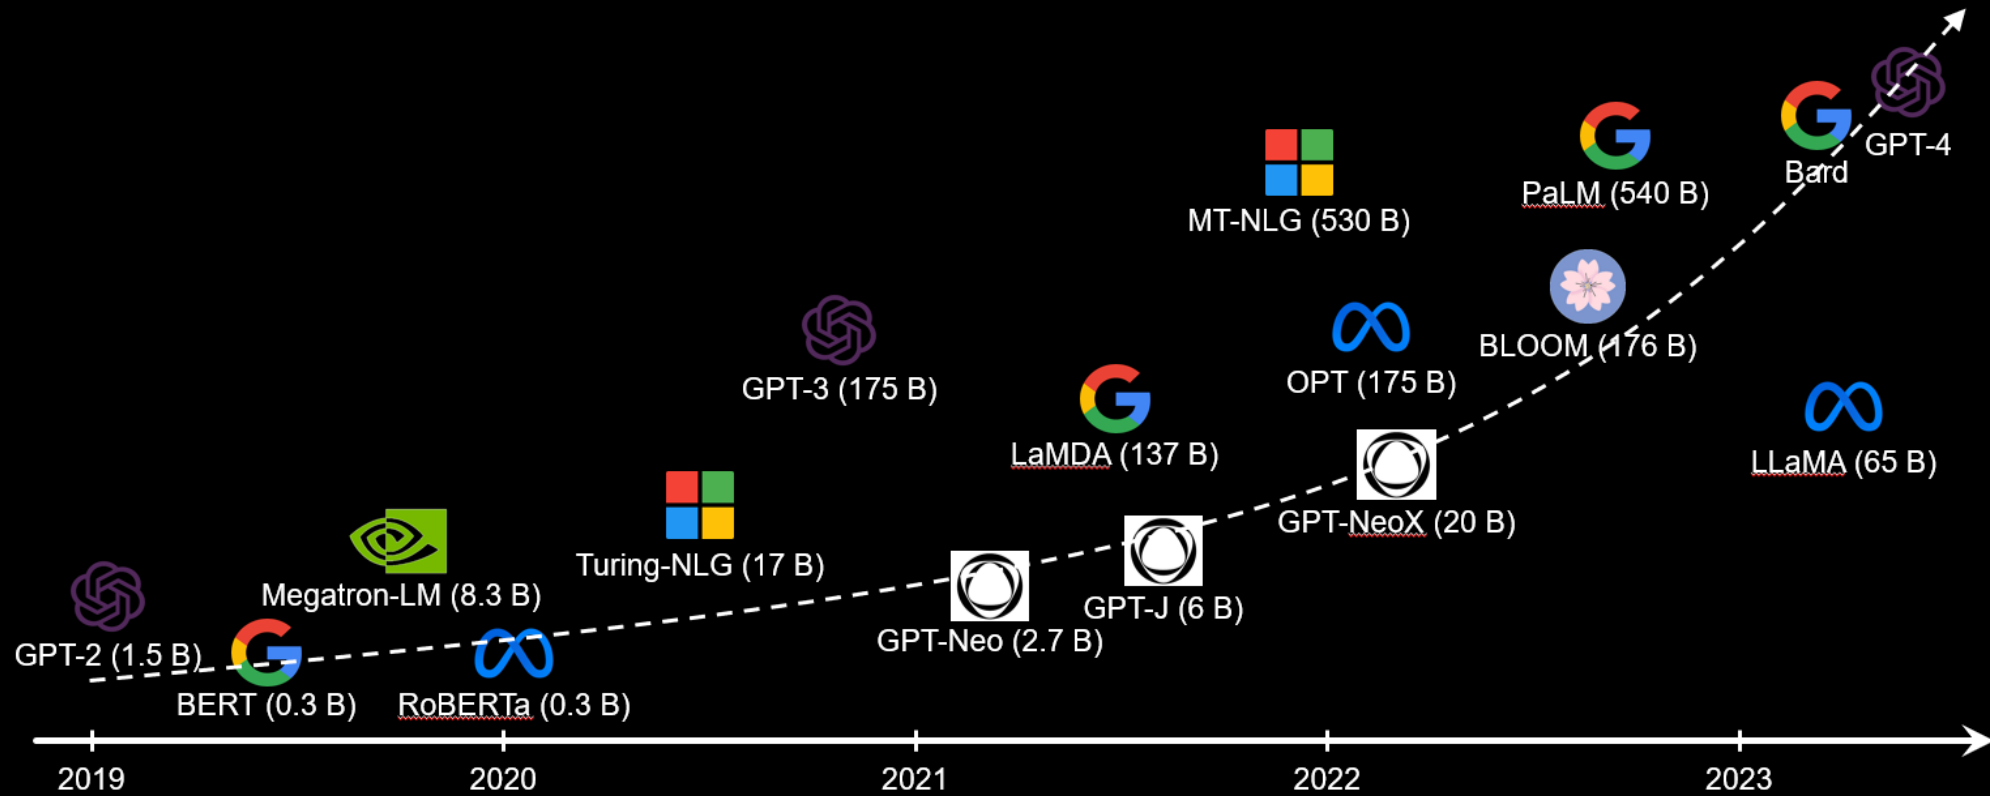 GPT-4
Bard
PaLM (540 B)
MT-NLG (530 B)
BLOOM (176 B)
OPT (175 B)
GPT-3 (175 B)
LaMDA (137 B)
LLaMA (65 B)
GPT-NeoX (20 B)
Turing-NLG (17 B)
Megatron-LM (8.3 B)
GPT-J (6 B)
GPT-Neo (2.7 B)
GPT-2 (1.5 B)
BERT (0.3 B)
RoBERTa (0.3 B)
2019
2020
2021
2022
2023